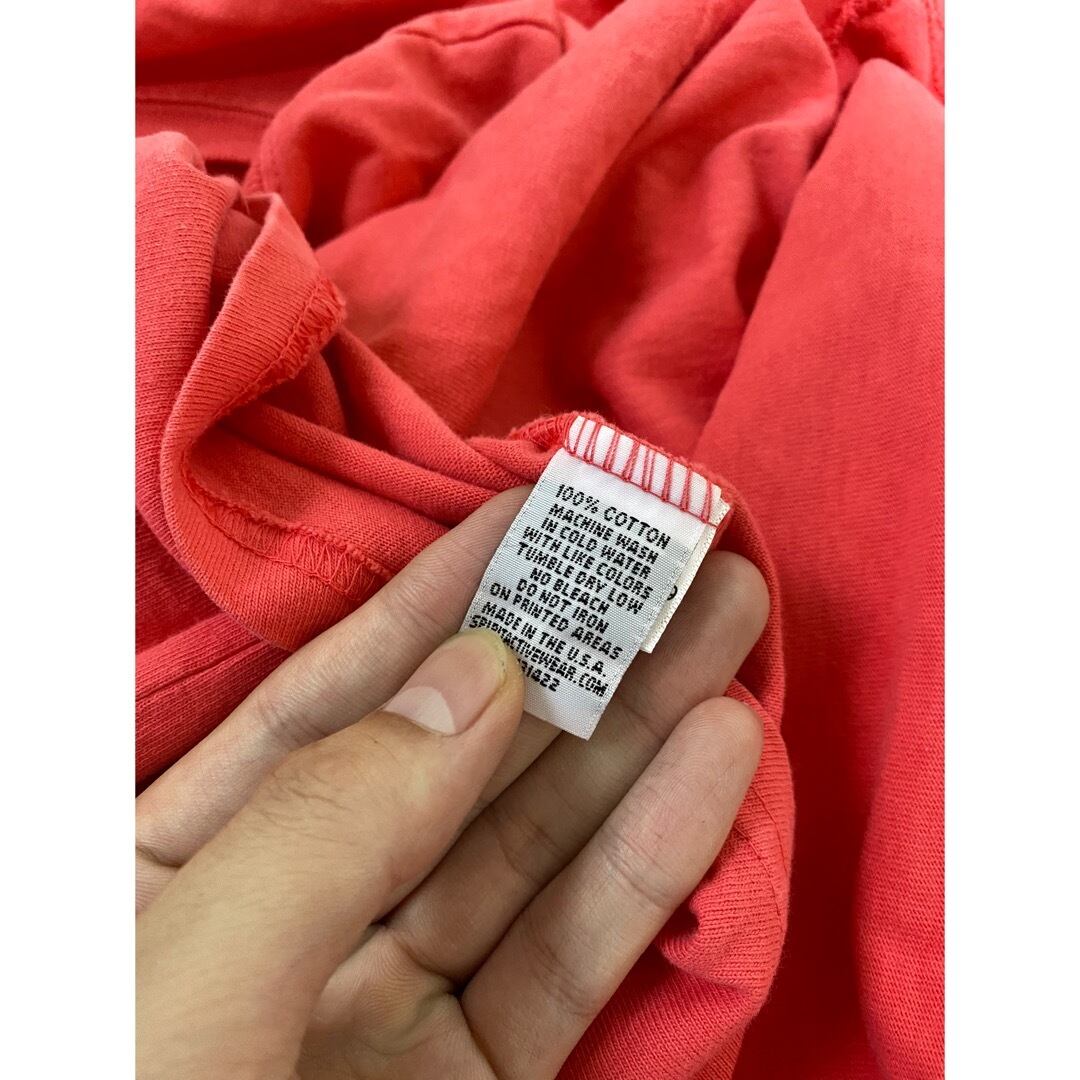 100% COTTON
MACHINE WASH
IN COLD WATER
WITH LIKE COLORS
TUMBLE DRY LOW
NO BLEACH
DO NOT IRON
ON PRINTED AREAS
MADE IN THE U.S.A.
SPIRITACTIVEWEAR.COM